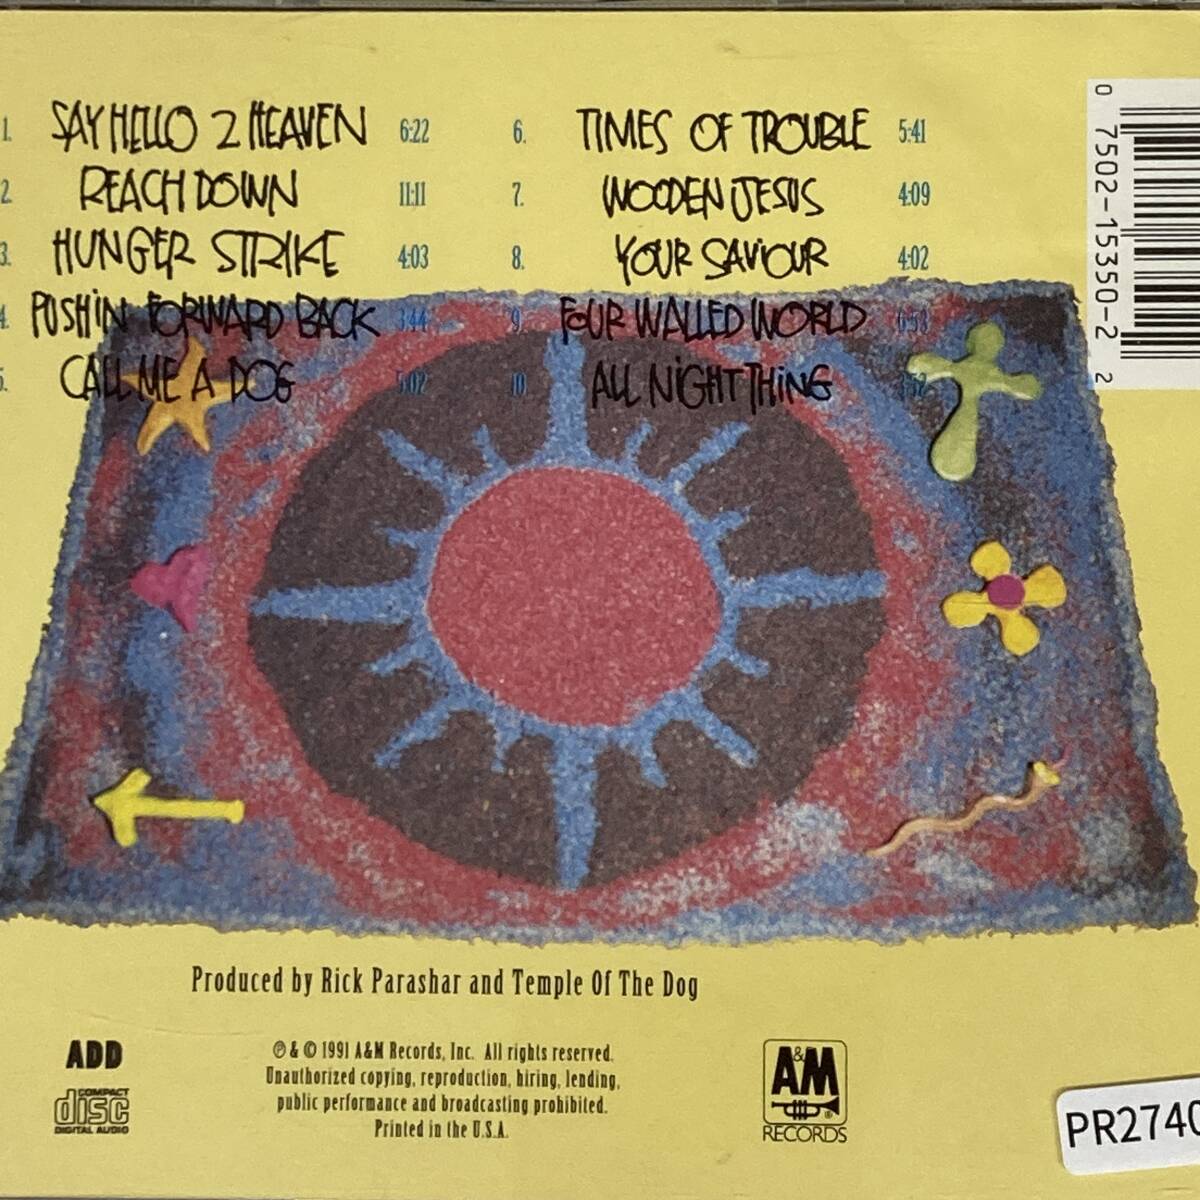 1. SAY HELLO 2 HEAVEN 6:22
2. REACH DOWN 11:11
3. HUNGER STRIKE 4:03
4. PUSHIN FORWARD BACK 3:44
5. CALL ME A DOG 5:02
6. TIMES OF TROUBLE 5:41
7. WOODEN JESUS 4:09
8. YOUR SAVIOUR 4:02
9. FOUR WALLED WORLD 6:53
10. ALL NIGHT THING 3:52
0 7502-15350-2 2
Produced by Rick Parashar and Temple Of The Dog
ADD
COMPACT
disc
DIGITAL AUDIO
℗ & © 1991 A&M Records, Inc. All rights reserved.
Unauthorized copying, reproduction, hiring, lending,
public performance and broadcasting prohibited.
Printed in the U.S.A.
A&M
®
RECORDS
PR2740